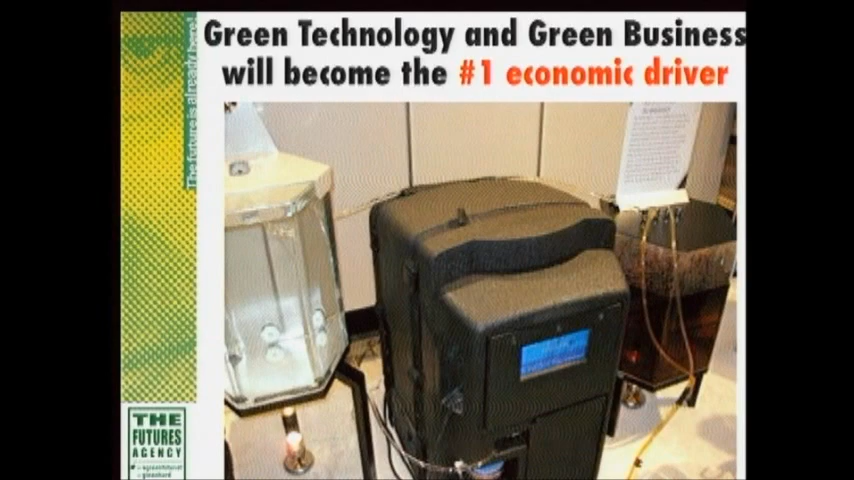 Green Technology and Green Business
will become the #1 economic driver
The future is already here!
THE
FUTURES
AGENCY